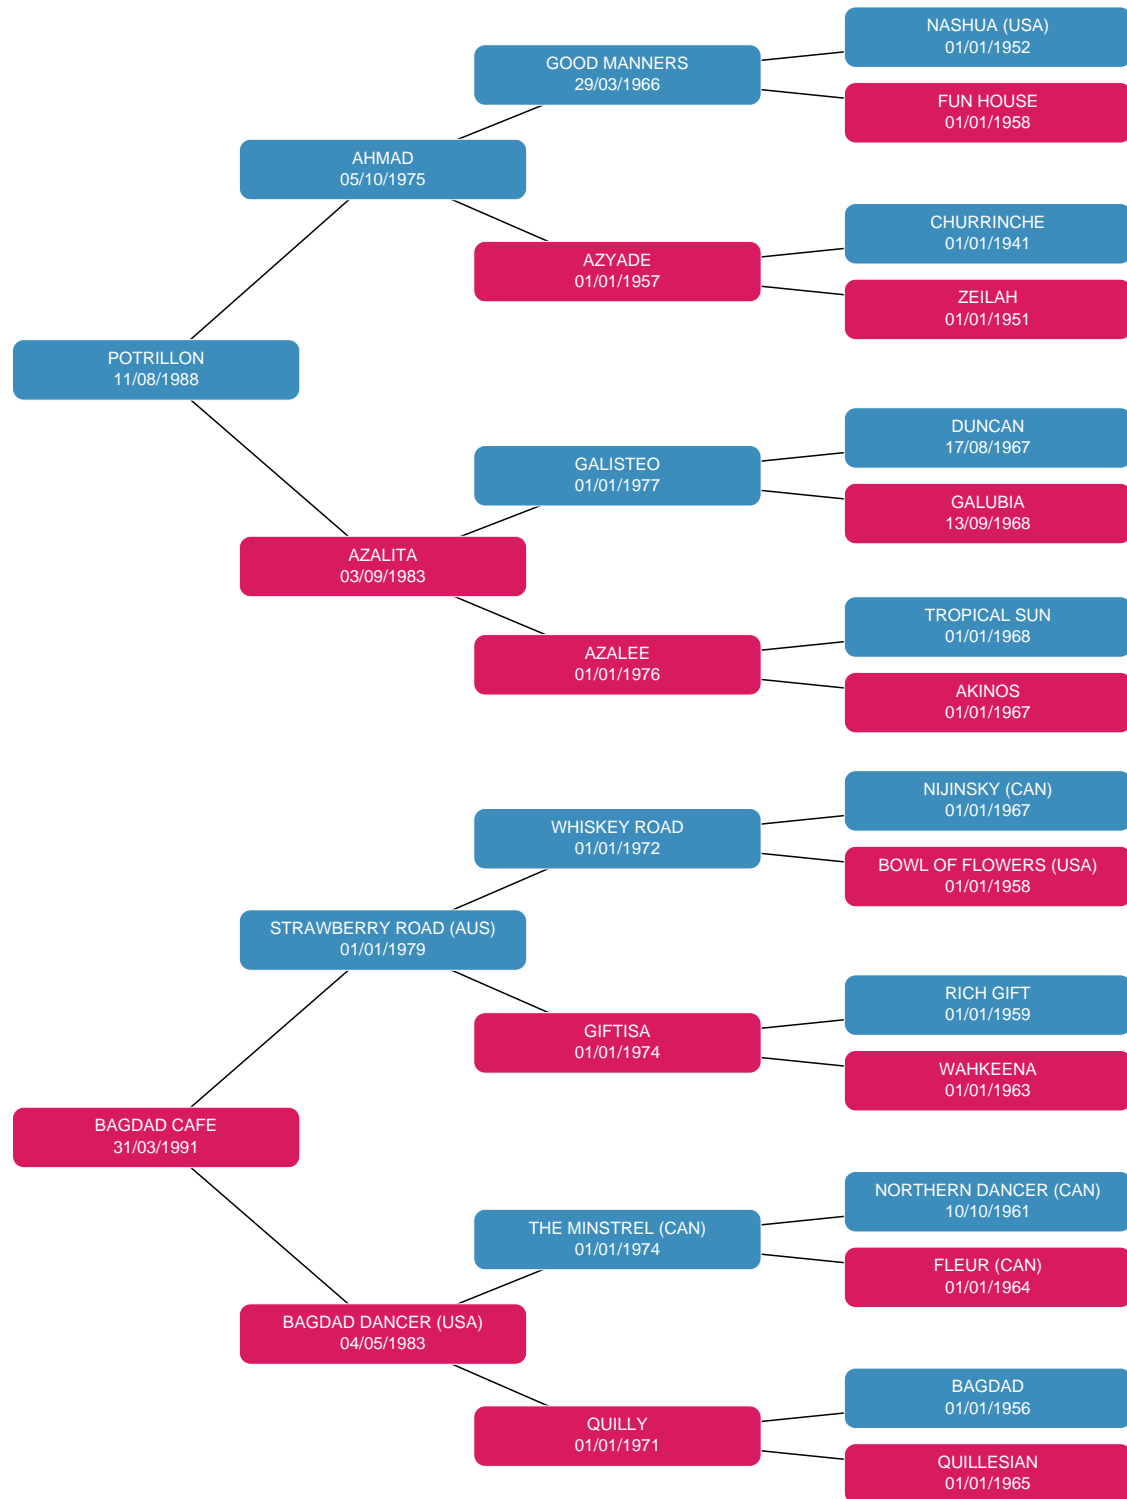 NASHUA (USA)
01/01/1952
GOOD MANNERS
29/03/1966
FUN HOUSE
01/01/1958
AHMAD
05/10/1975
CHURRINCHE
01/01/1941
AZYADE
01/01/1957
ZEILAH
01/01/1951
POTRILLON
11/08/1988
DUNCAN
17/08/1967
GALISTEO
01/01/1977
GALUBIA
13/09/1968
AZALITA
03/09/1983
TROPICAL SUN
01/01/1968
AZALEE
01/01/1976
AKINOS
01/01/1967
NIJINSKY (CAN)
01/01/1967
WHISKEY ROAD
01/01/1972
BOWL OF FLOWERS (USA)
01/01/1958
STRAWBERRY ROAD (AUS)
01/01/1979
RICH GIFT
01/01/1959
GIFTISA
01/01/1974
WAHKEENA
01/01/1963
BAGDAD CAFE
31/03/1991
NORTHERN DANCER (CAN)
10/10/1961
THE MINSTREL (CAN)
01/01/1974
FLEUR (CAN)
01/01/1964
BAGDAD DANCER (USA)
04/05/1983
BAGDAD
01/01/1956
QUILLY
01/01/1971
QUILLESIAN
01/01/1965